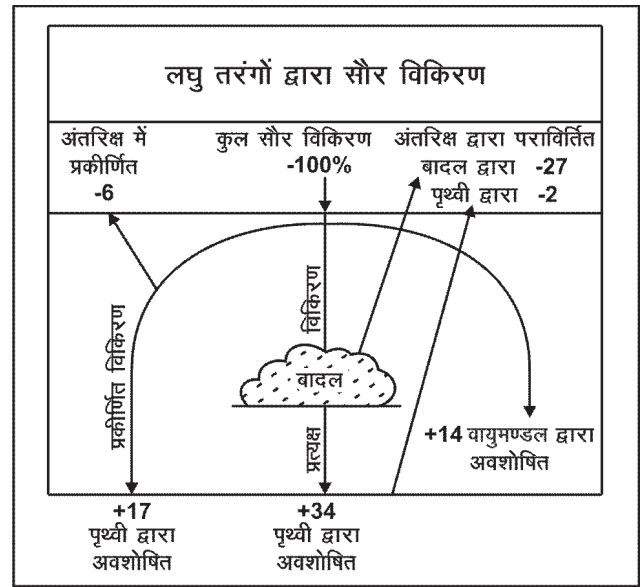 लघु तरंगों द्वारा सौर विकिरण
अंतरिक्ष में
प्रकीर्णित
-6
कुल सौर विकिरण
-100%
अंतरिक्ष द्वारा पराविर्तित
बादल द्वारा -27
पृथ्वी द्वारा -2
प्रकीर्णित विकिरण
विकिरण
बादल
प्रत्यक्ष
+14 वायुमण्डल द्वारा
अवशोषित
+17
पृथ्वी द्वारा
अवशोषित
+34
पृथ्वी द्वारा
अवशोषित